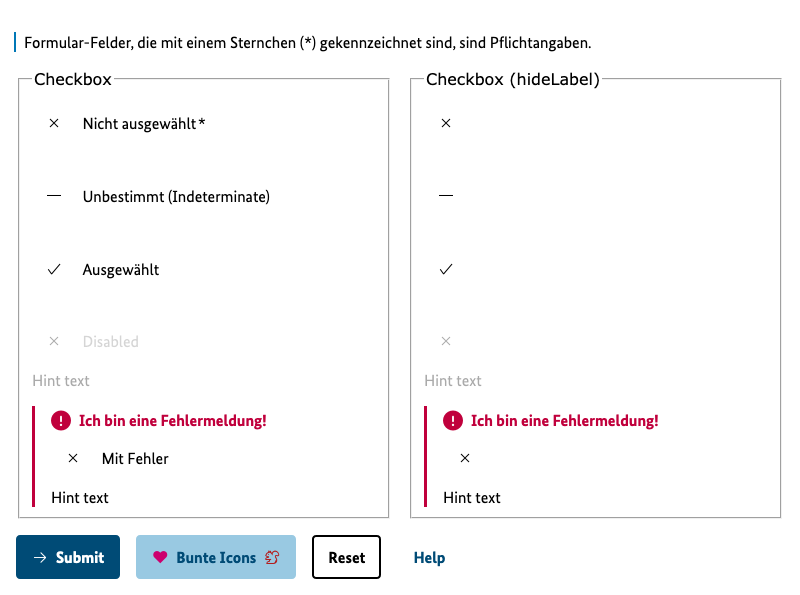 Formular-Felder, die mit einem Sternchen (*) gekennzeichnet sind, sind Pflichtangaben.
Checkbox
Nicht ausgewählt*
Unbestimmt (Indeterminate)
Ausgewählt
Disabled
Hint text
Ich bin eine Fehlermeldung!
Mit Fehler
Hint text
Checkbox (hideLabel)
Hint text
Ich bin eine Fehlermeldung!
Hint text
Submit
Bunte Icons
Reset
Help